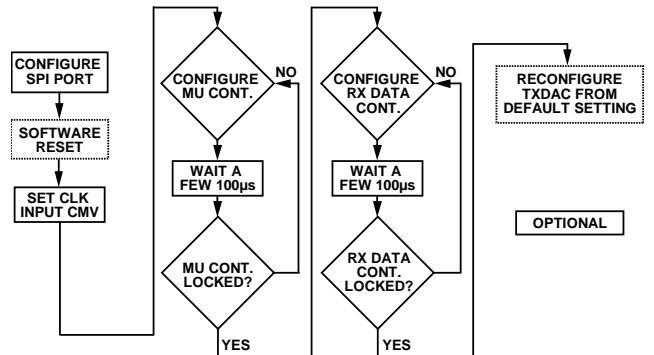 CONFIGURE
SPI PORT
SOFTWARE
RESET
SET CLK
INPUT CMV
CONFIGURE
MU CONT.
NO
WAIT A
FEW 100µs
MU CONT.
LOCKED?
YES
CONFIGURE
RX DATA
CONT.
NO
WAIT A
FEW 100µs
RX DATA
CONT.
LOCKED?
YES
RECONFIGURE
TXDAC FROM
DEFAULT SETTING
OPTIONAL